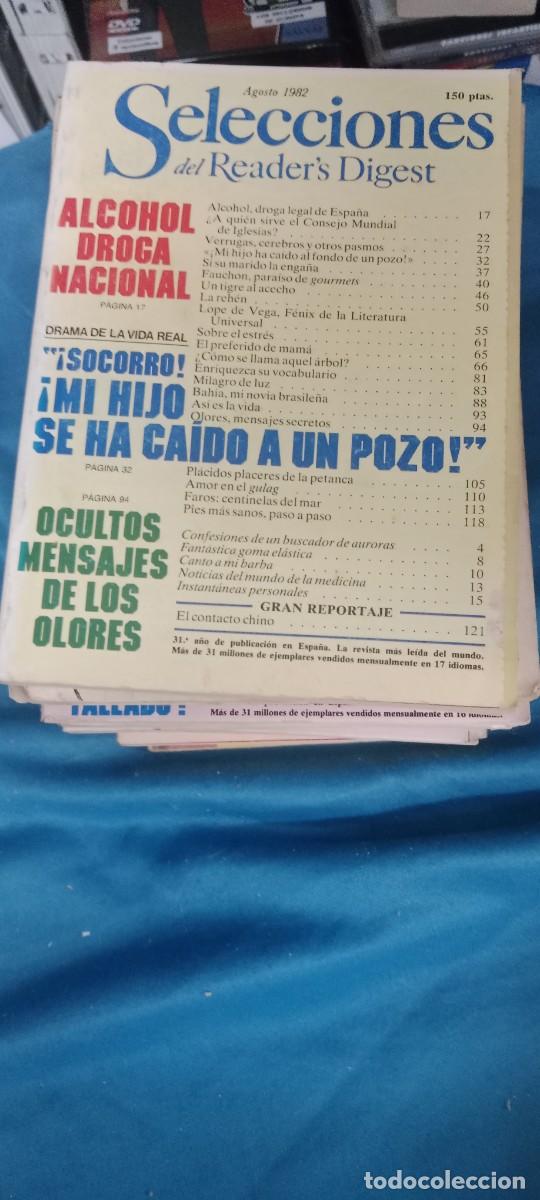 DVD
Agosto 1982
150 ptas.
Selecciones
del Reader's Digest
ALCOHOL
DROGA
NACIONAL
PÁGINA 17
DRAMA DE LA VIDA REAL
"¡SOCORRO!
¡MI HIJO
SE HA CAÍDO A UN POZO!"
PÁGINA 32
PÁGINA 94
OCULTOS
MENSAJES
DE LOS
OLORES
Alcohol, droga legal de España 17
¿A quién sirve el Consejo Mundial
de Iglesias? 22
Verrugas, cerebros y otros pasmos 27
«¡Mi hijo ha caído al fondo de un pozo!» 32
Si su marido la engaña 37
Fauchon, paraíso de gourmets 40
Un tigre al acecho 46
La rehén 50
Lope de Vega, Fénix de la Literatura
Universal 55
Sobre el estrés 61
El preferido de mamá 65
¿Cómo se llama aquel árbol? 66
Enriquezca su vocabulario 81
Milagro de luz 83
Bahía, mi novia brasileña 88
Así es la vida 93
Olores, mensajes secretos 94
Plácidos placeres de la petanca 105
Amor en el gulag 110
Faros: centinelas del mar 113
Pies más sanos, paso a paso 118
Confesiones de un buscador de auroras 4
Fantástica goma elástica 8
Canto a mi barba 10
Noticias del mundo de la medicina 13
Instantáneas personales 15
GRAN REPORTAJE
El contacto chino 121
31.ª año de publicación en España. La revista más leída del mundo.
Más de 31 millones de ejemplares vendidos mensualmente en 17 idiomas.
TALLADO!
Más de 31 millones de ejemplares vendidos mensualmente en 16 idiomas.
todocoleccion